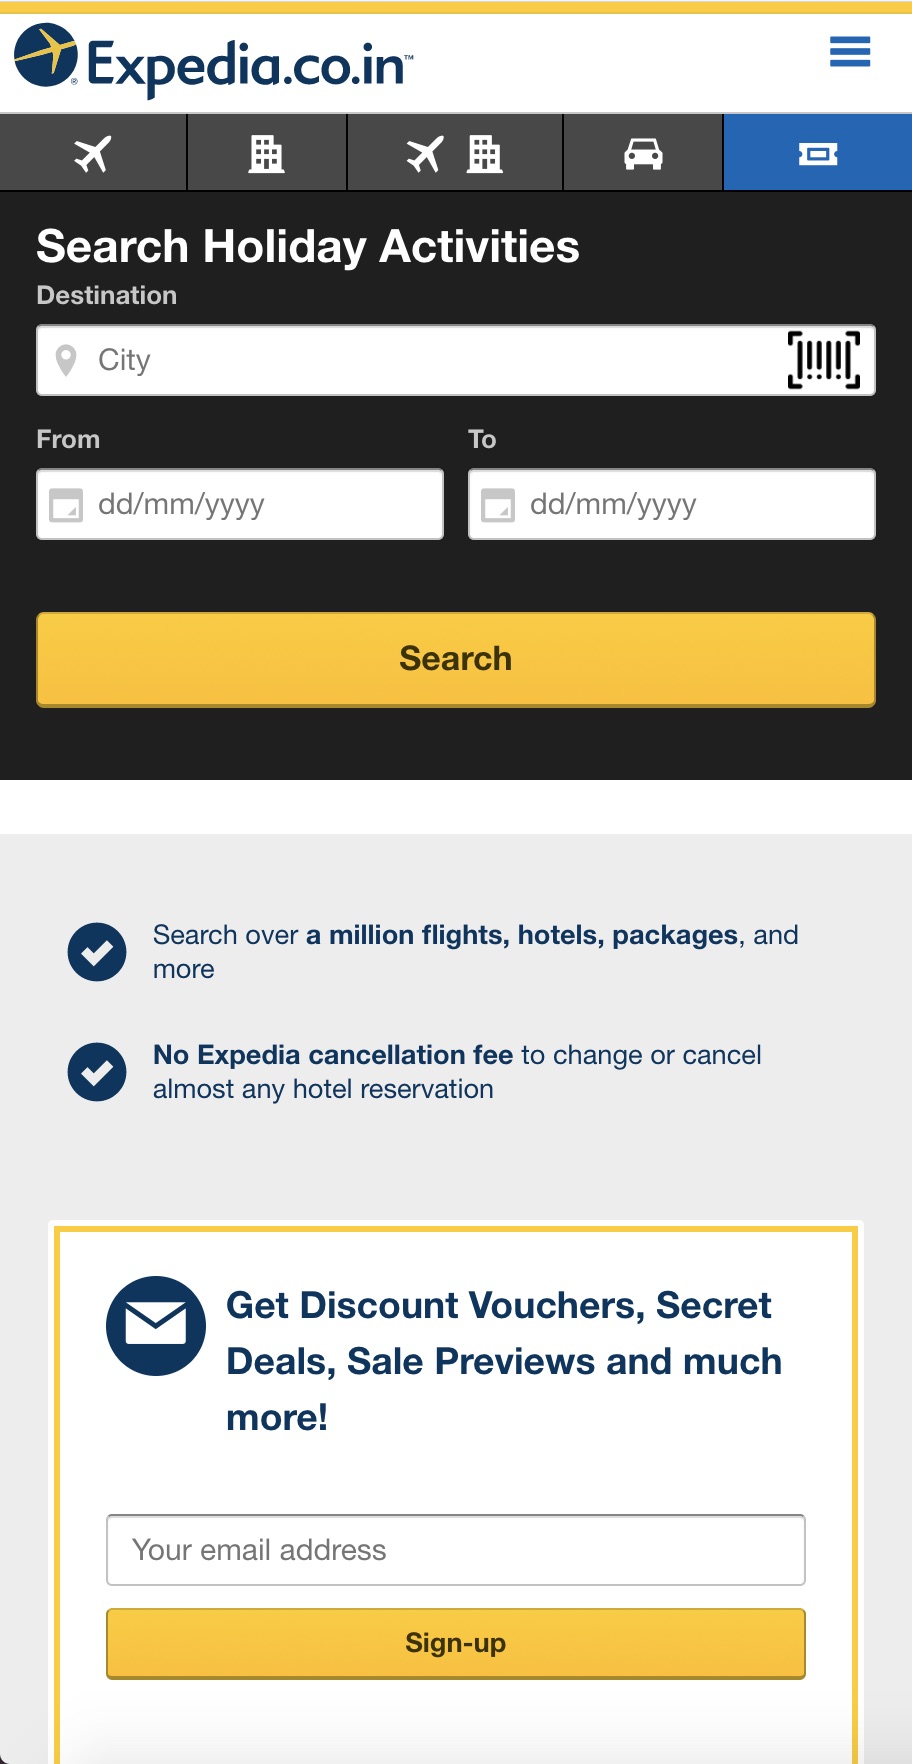 Expedia.co.in™
Search Holiday Activities
Destination
City
From
To
dd/mm/yyyy
dd/mm/yyyy
Search
Search over a million flights, hotels, packages, and
more
No Expedia cancellation fee to change or cancel
almost any hotel reservation
Get Discount Vouchers, Secret
Deals, Sale Previews and much
more!
Your email address
Sign-up